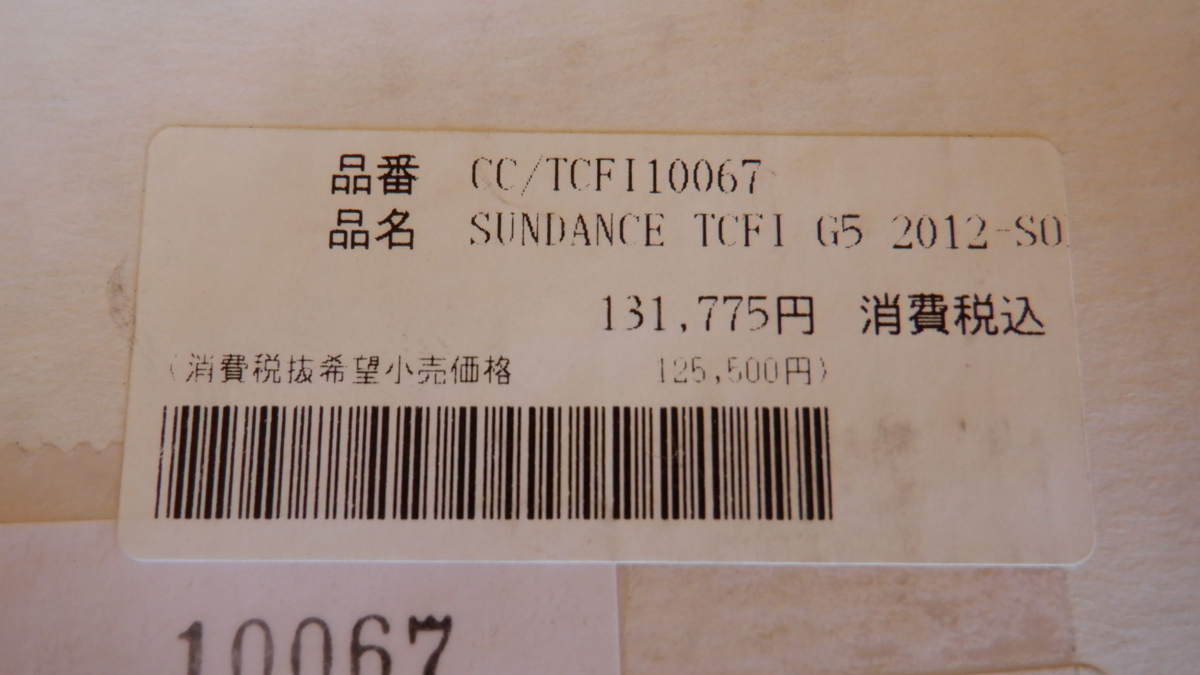 品番 CC/TCFI10067
品名 SUNDANCE TCFI G5 2012-SO
131,775円 消費税込
(消費税抜希望小売価格 125,500円)
10067